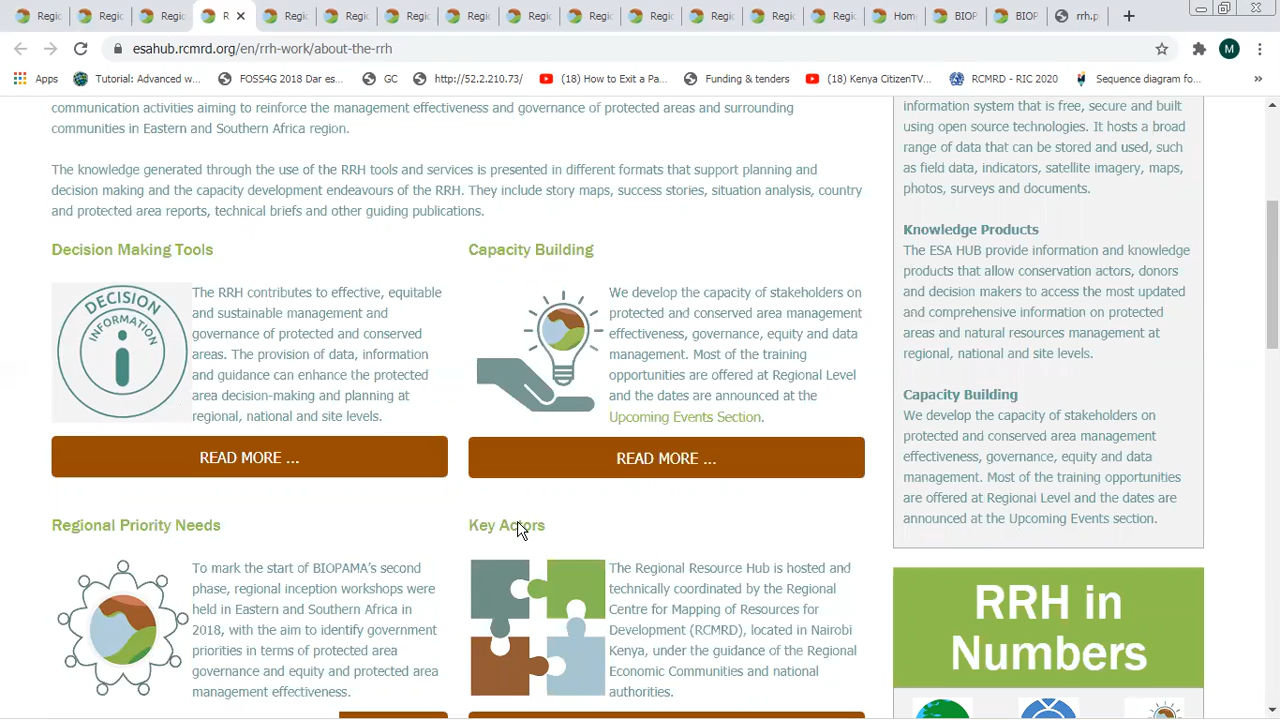 Regio
Regio
Regio
R
Regio
Regio
Regio
Regio
Regio
Regio
Regio
Regio
Regio
Regio
Home
BIOP
BIOP
rrh.p
esahub.rcmrd.org/en/rrh-work/about-the-rrh
M
Apps
Tutorial: Advanced w...
FOSS4G 2018 Dar es...
GC
http://52.2.210.73/
(18) How to Exit a Pa...
Funding & tenders
(18) Kenya CitizenTV...
RCMRD - RIC 2020
Sequence diagram fo...
communication activities aiming to reinforce the management effectiveness and governance of protected areas and surrounding
communities in Eastern and Southern Africa region.
The knowledge generated through the use of the RRH tools and services is presented in different formats that support planning and
decision making and the capacity development endeavours of the RRH. They include story maps, success stories, situation analysis, country
and protected area reports, technical briefs and other guiding publications.
Decision Making Tools
DECISION
INFORMATION
i
The RRH contributes to effective, equitable
and sustainable management and
governance of protected and conserved
areas. The provision of data, information
and guidance can enhance the protected
area decision-making and planning at
regional, national and site levels.
READ MORE ...
Capacity Building
We develop the capacity of stakeholders on
protected and conserved area management
effectiveness, governance, equity and data
management. Most of the training
opportunities are offered at Regional Level
and the dates are announced at the
Upcoming Events Section.
READ MORE ...
Regional Priority Needs
To mark the start of BIOPAMA's second
phase, regional inception workshops were
held in Eastern and Southern Africa in
2018, with the aim to identify government
priorities in terms of protected area
governance and equity and protected area
management effectiveness.
Key Actors
The Regional Resource Hub is hosted and
technically coordinated by the Regional
Centre for Mapping of Resources for
Development (RCMRD), located in Nairobi
Kenya, under the guidance of the Regional
Economic Communities and national
authorities.
information system that is free, secure and built
using open source technologies. It hosts a broad
range of data that can be stored and used, such
as field data, indicators, satellite imagery, maps,
photos, surveys and documents.
Knowledge Products
The ESA HUB provide information and knowledge
products that allow conservation actors, donors
and decision makers to access the most updated
and comprehensive information on protected
areas and natural resources management at
regional, national and site levels.
Capacity Building
We develop the capacity of stakeholders on
protected and conserved area management
effectiveness, governance, equity and data
management. Most of the training opportunities
are offered at Regional Level and the dates are
announced at the Upcoming Events section.
RRH in
Numbers